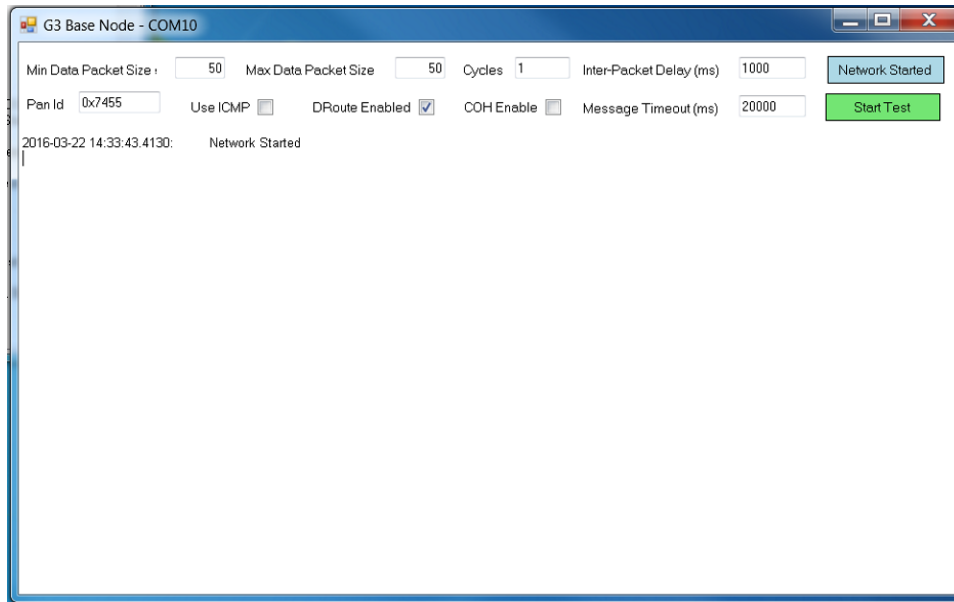 G3 Base Node - COM10
Min Data Packet Size 50 Max Data Packet Size 50 Cycles 1 Inter-Packet Delay (ms) 1000 Network Started
Pan Id 0x7455 Use ICMP DRoute Enabled COH Enable Message Timeout (ms) 20000 Start Test
2016-03-22 14:33:43.4130: Network Started